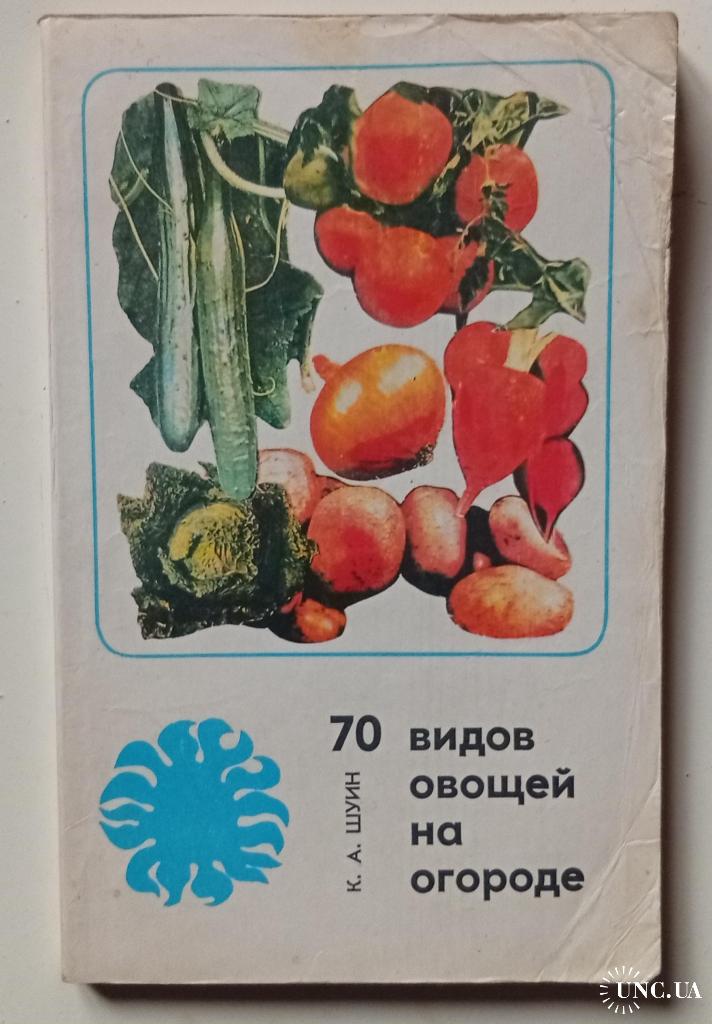 70 видов
овощей
на
огороде
К. А. ШУИН
UNC.UA